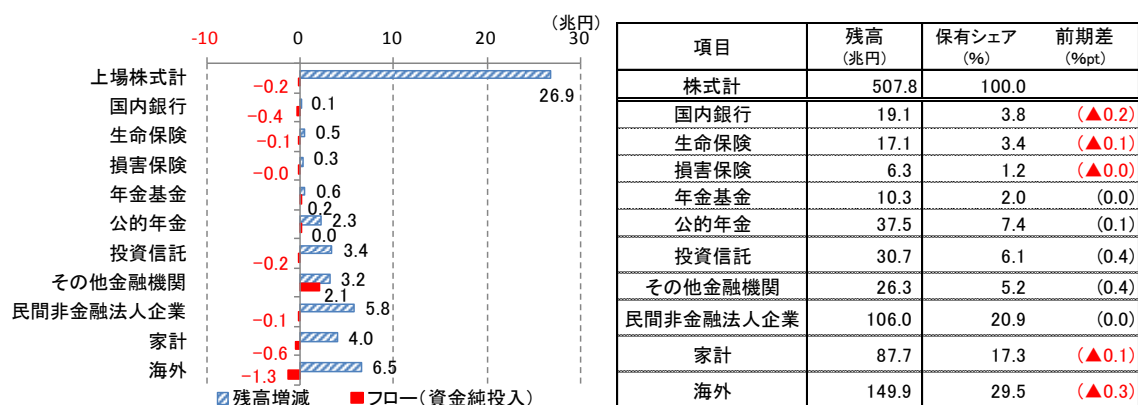 (兆円)
-10 0 10 20 30
上場株式計 -0.2 26.9
国内銀行 -0.4 0.1
生命保険 -0.1 0.5
損害保険 -0.0 0.3
年金基金 0.6 0.2
公的年金 2.3 0.0
投資信託 -0.2 3.4
その他金融機関 3.2 2.1
民間非金融法人企業 -0.1 5.8
家計 -0.6 4.0
海外 -1.3 6.5
残高増減 フロー(資金純投入)
項目 残高 保有シェア 前期差
(兆円) (%) (%pt)
株式計 507.8 100.0
国内銀行 19.1 3.8 (▲0.2)
生命保険 17.1 3.4 (▲0.1)
損害保険 6.3 1.2 (▲0.0)
年金基金 10.3 2.0 (0.0)
公的年金 37.5 7.4 (0.1)
投資信託 30.7 6.1 (0.4)
その他金融機関 26.3 5.2 (0.4)
民間非金融法人企業 106.0 20.9 (0.0)
家計 87.7 17.3 (▲0.1)
海外 149.9 29.5 (▲0.3)